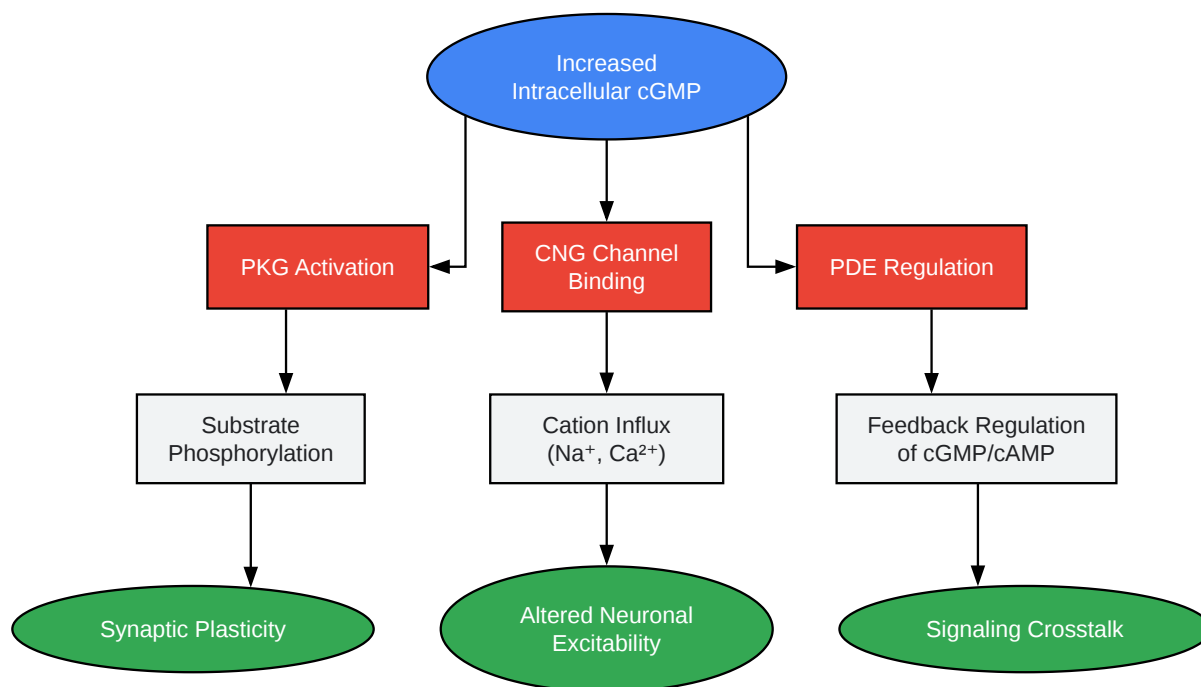 Increased
Intracellular cGMP
PKG Activation
CNG Channel
Binding
PDE Regulation
Substrate
Phosphorylation
Cation Influx
(Na⁺, Ca²⁺)
Feedback Regulation
of cGMP/cAMP
Synaptic Plasticity
Altered Neuronal
Excitability
Signaling Crosstalk